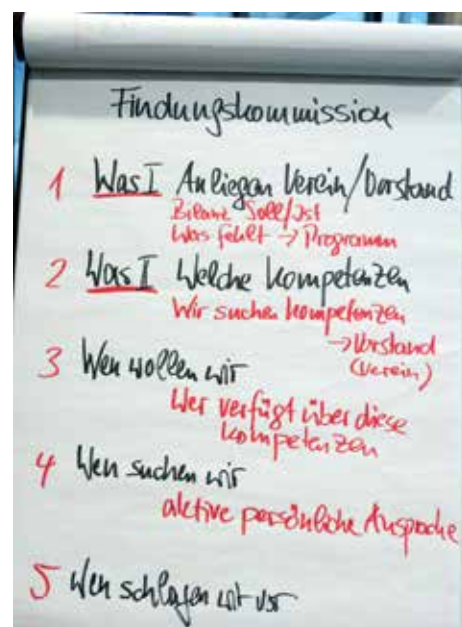 Findungskommission
1 Was I Anliegen Verein/Vorstand
Bilanz Soll/Ist
Was fehlt → Programm
2 Was I Welche Kompetenzen
Wir suchen Kompetenzen
→ Vorstand
(Verein)
3 Wen wollen wir
Wer verfügt über diese
Kompetenzen
4 Wen suchen wir
aktive persönliche Ansprache
5 Wen schlagen wir vor